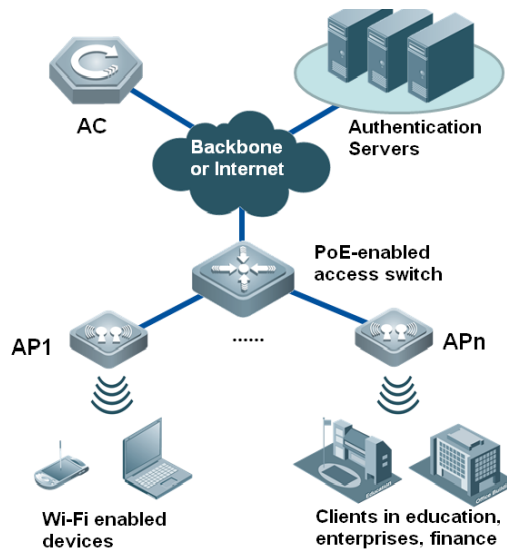 AC
Authentication
Servers
Backbone
or Internet
PoE-enabled
access switch
AP1
......
APn
Wi-Fi enabled
devices
Clients in education,
enterprises, finance